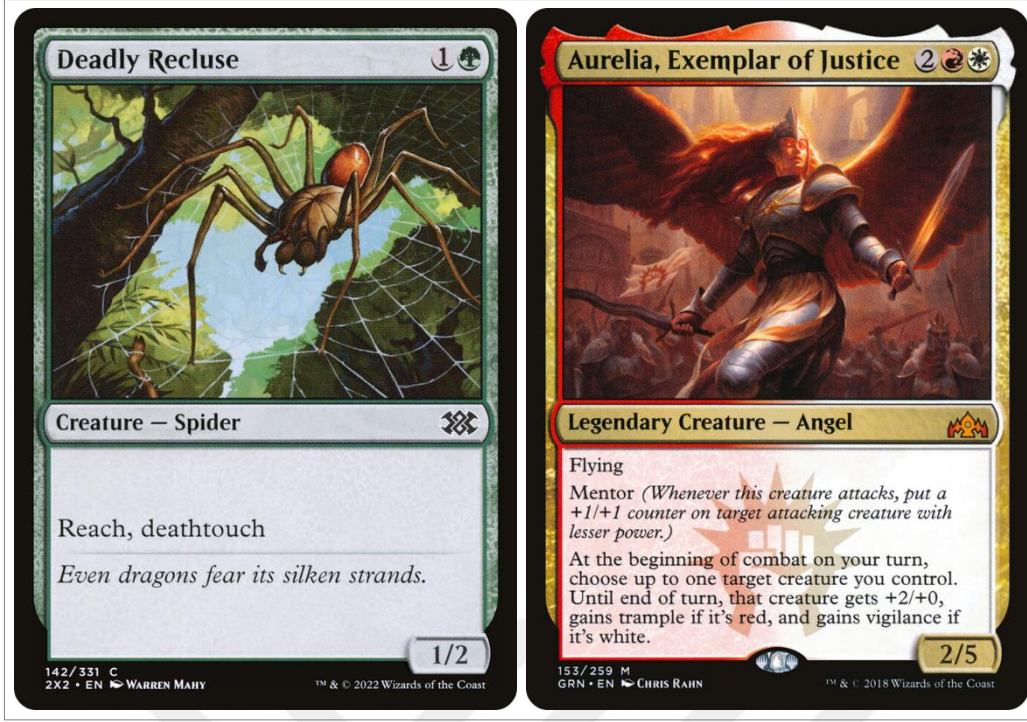 Deadly Recluse 1
Creature — Spider
Reach, deathtouch
Even dragons fear its silken strands.
1/2
142/331 C
2X2 • EN Warren Mahy
™ & © 2022 Wizards of the Coast
Aurelia, Exemplar of Justice 2
Legendary Creature — Angel
Flying
Mentor (Whenever this creature attacks, put a
+1/+1 counter on target attacking creature with
lesser power.)
At the beginning of combat on your turn,
choose up to one target creature you control.
Until end of turn, that creature gets +2/+0,
gains trample if it's red, and gains vigilance if
it's white.
2/5
153/259 M
GRN • EN Chris Rahn
™ & © 2018 Wizards of the Coast